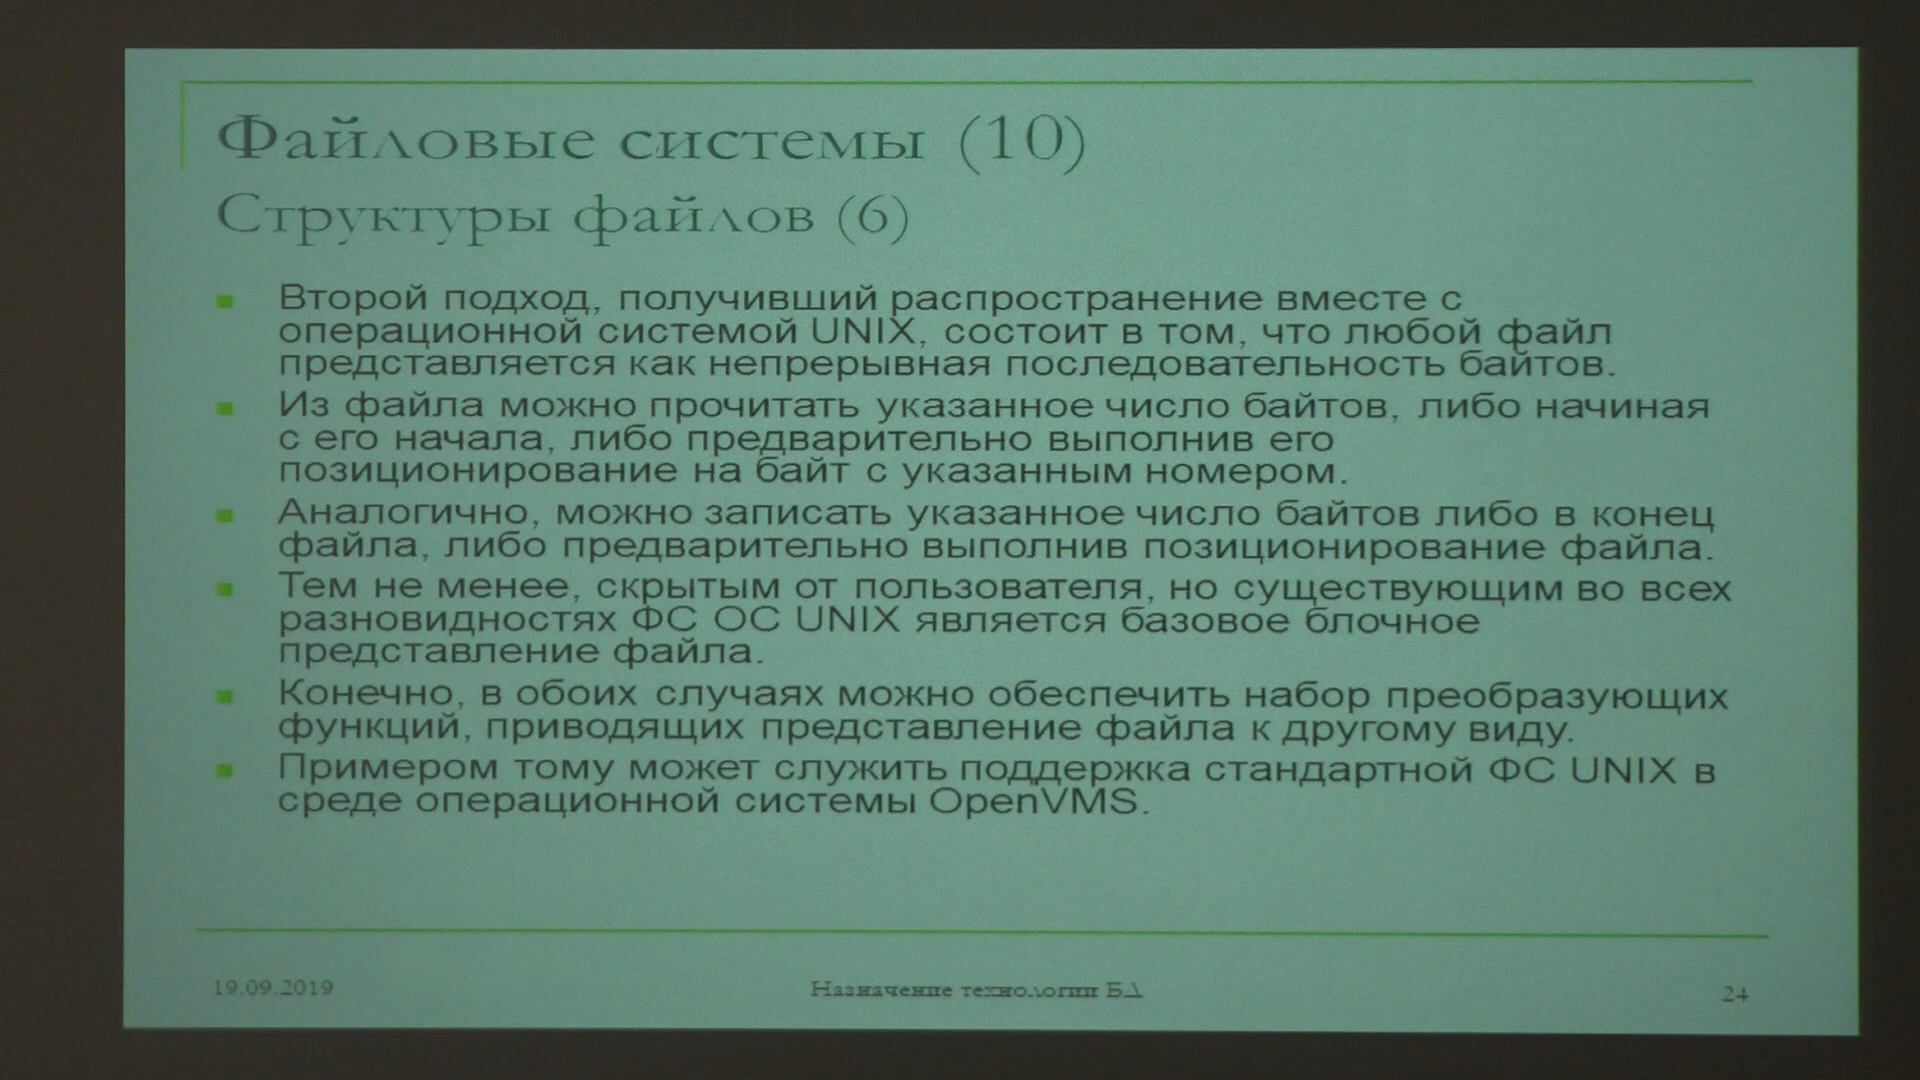 Файловые системы (10)
Структуры файлов (6)
Второй подход, получивший распространение вместе с
операционной системой UNIX, состоит в том, что любой файл
представляется как непрерывная последовательность байтов.
Из файла можно прочитать указанное число байтов, либо начиная
с его начала, либо предварительно выполнив его
позиционирование на байт с указанным номером.
Аналогично, можно записать указанное число байтов либо в конец
файла, либо предварительно выполнив позиционирование файла.
Тем не менее, скрытым от пользователя, но существующим во всех
разновидностях ФС ОС UNIX является базовое блочное
представление файла.
Конечно, в обоих случаях можно обеспечить набор преобразующих
функций, приводящих представление файла к другому виду.
Примером тому может служить поддержка стандартной ФС UNIX в
среде операционной системы OpenVMS.
19.09.2019
Назначение технологии БД
24